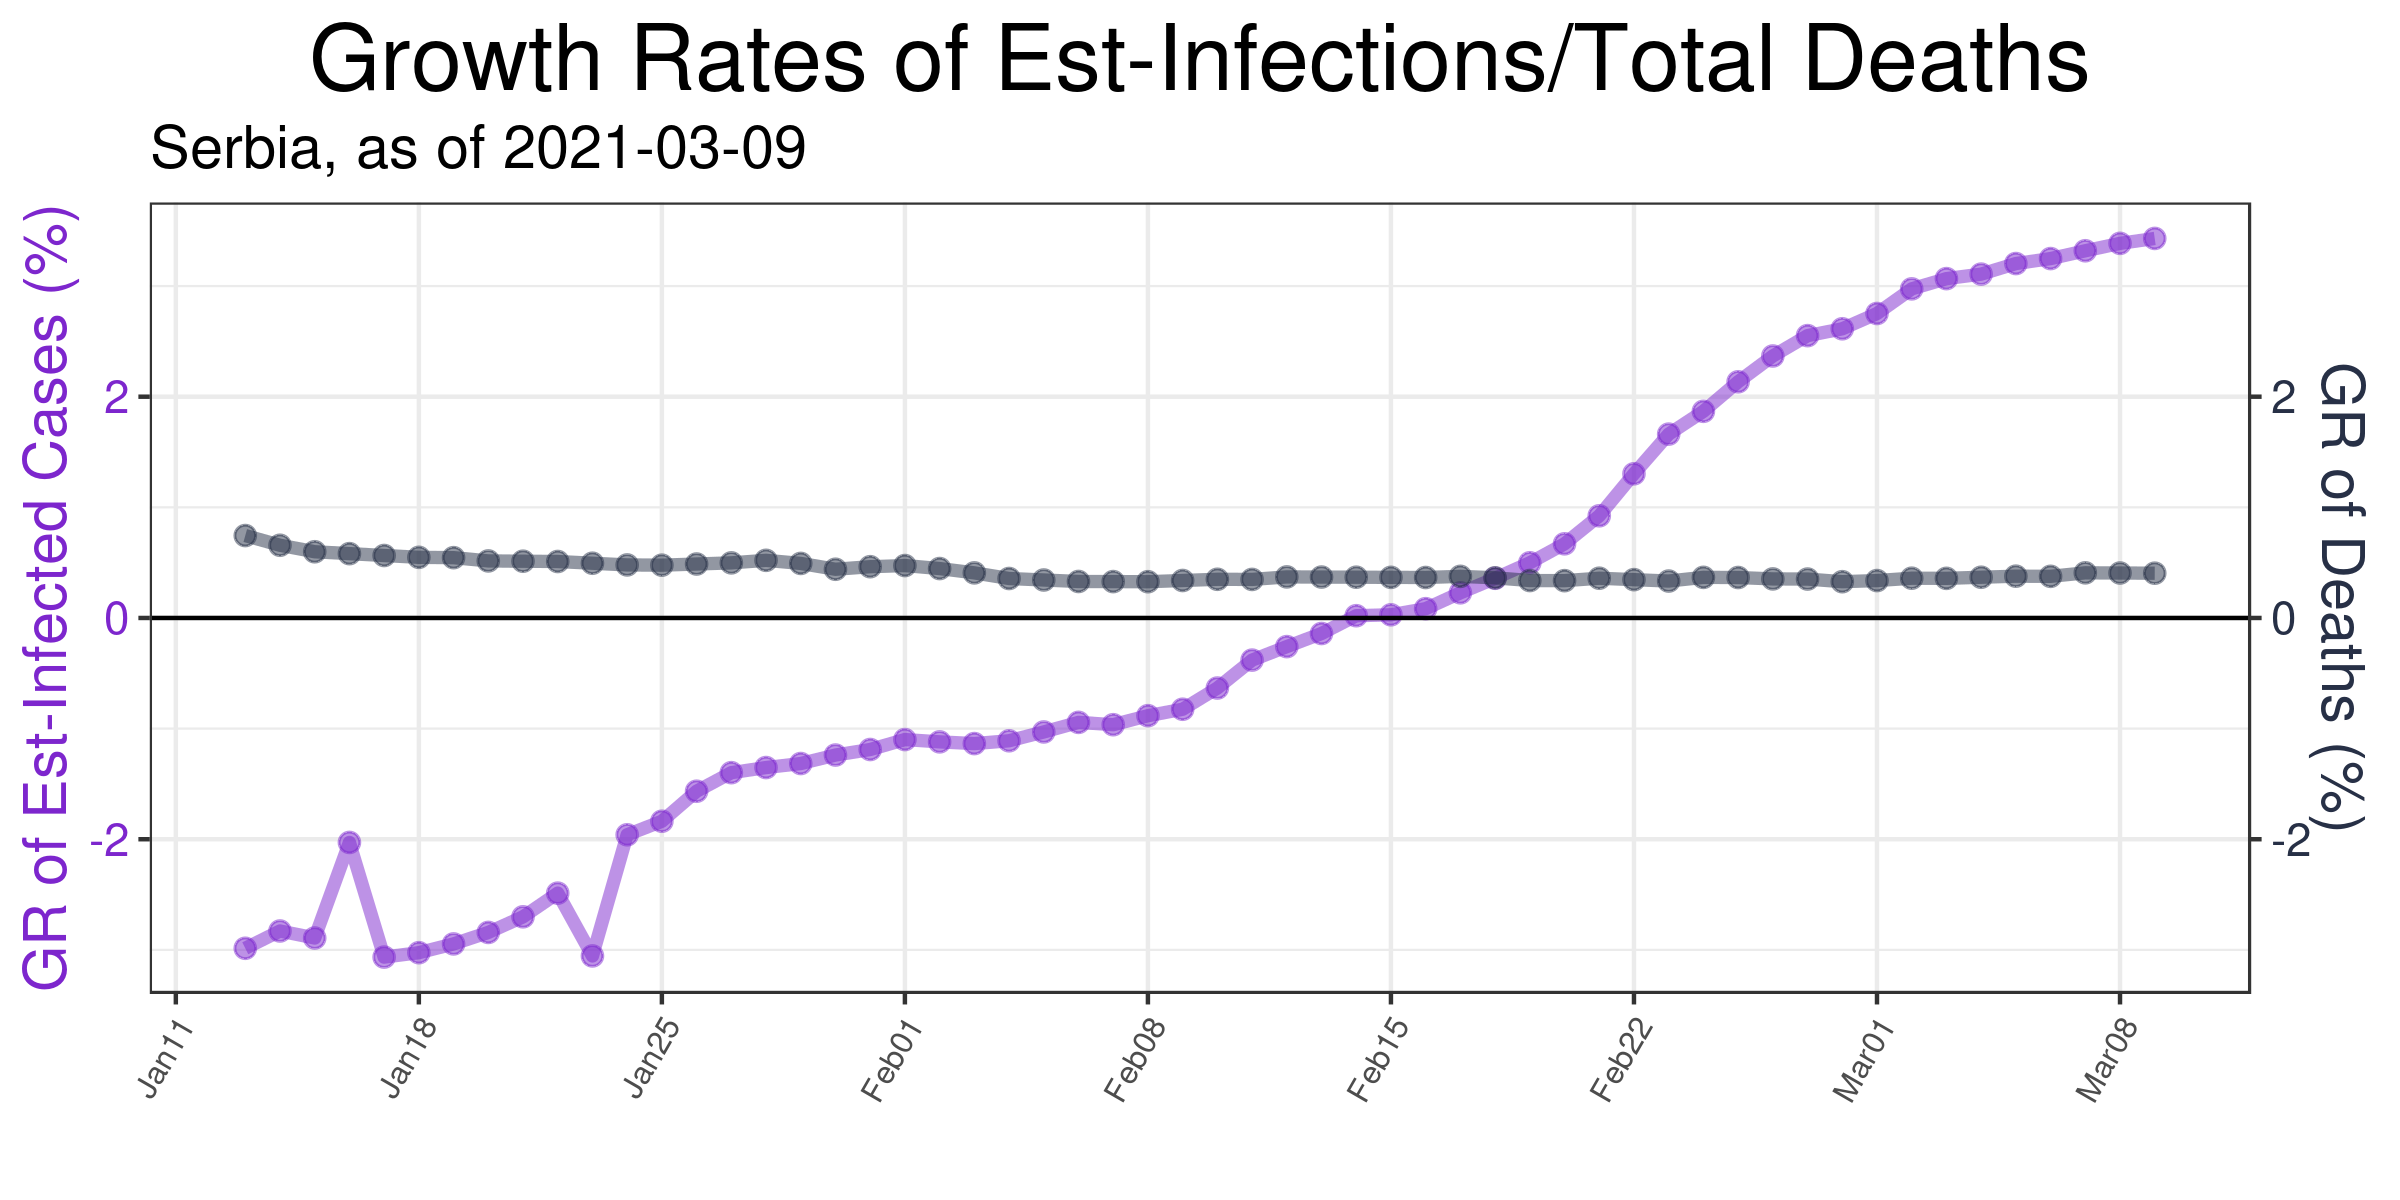 Growth Rates of Est-Infections/Total Deaths
Serbia, as of 2021-03-09
GR of Est-Infected Cases (%)
2
0
-2
2
0
-2
GR of Deaths (%)
Jan11
Jan18
Jan25
Feb01
Feb08
Feb15
Feb22
Mar01
Mar08